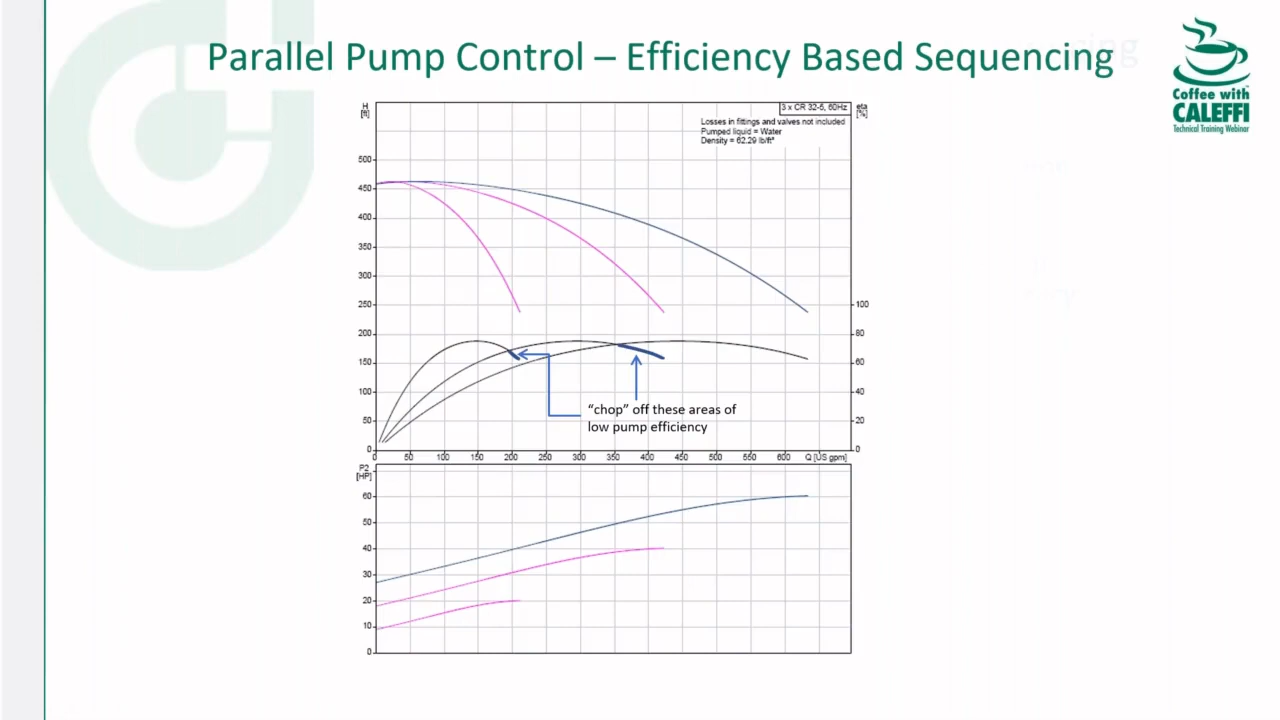 Parallel Pump Control – Efficiency Based Sequencing
Coffee with
CALEFFI
Technical Training Webinar
H
[ft]
3 x CR 32-5, 60Hz
eta
[%]
Losses in fittings and valves not included
Pumped liquid = Water
Density = 62.29 lb/ft³
500
450
400
350
300
250
200
150
100
50
0
100
80
60
40
20
0
"chop" off these areas of
low pump efficiency
0 50 100 150 200 250 300 350 400 450 500 550 600 Q [US gpm]
P2
[HP]
60
50
40
30
20
10
0